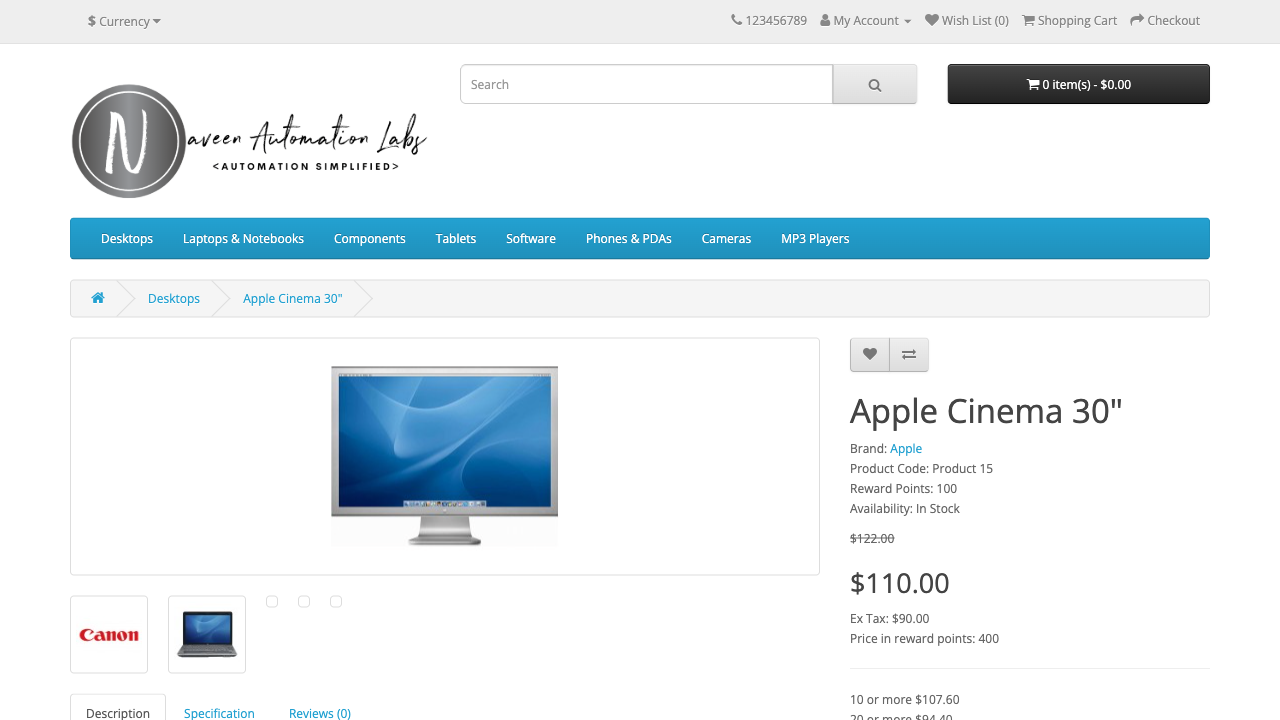 $ Currency
123456789 My Account Wish List (0) Shopping Cart Checkout
Search
0 item(s) - $0.00
N
aveen Automation Labs
<AUTOMATION SIMPLIFIED>
Desktops Laptops & Notebooks Components Tablets Software Phones & PDAs Cameras MP3 Players
Desktops Apple Cinema 30"
Apple Cinema 30"
Brand: Apple
Product Code: Product 15
Reward Points: 100
Availability: In Stock
$122.00
$110.00
Ex Tax: $90.00
Price in reward points: 400
10 or more $107.60
20 or more $94.40
Canon
Description Specification Reviews (0)